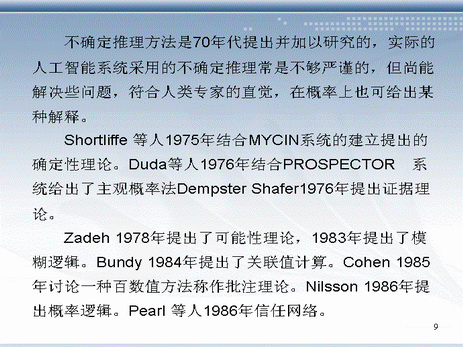 不确定推理方法是70年代提出并加以研究的，实际的
人工智能系统采用的不确定推理常是不够严谨的，但尚能
解决些问题，符合人类专家的直觉，在概率上也可给出某
种解释。
Shortliffe 等人1975年结合MYCIN系统的建立提出的
确定性理论。Duda等人1976年结合PROSPECTOR 系
统给出了主观概率法Dempster Shafer1976年提出证据理
论。
Zadeh 1978年提出了可能性理论，1983年提出了模
糊逻辑。Bundy 1984年提出了关联值计算。Cohen 1985
年讨论一种百数值方法称作批注理论。Nilsson 1986年提
出概率逻辑。Pearl 等人1986年信任网络。
9